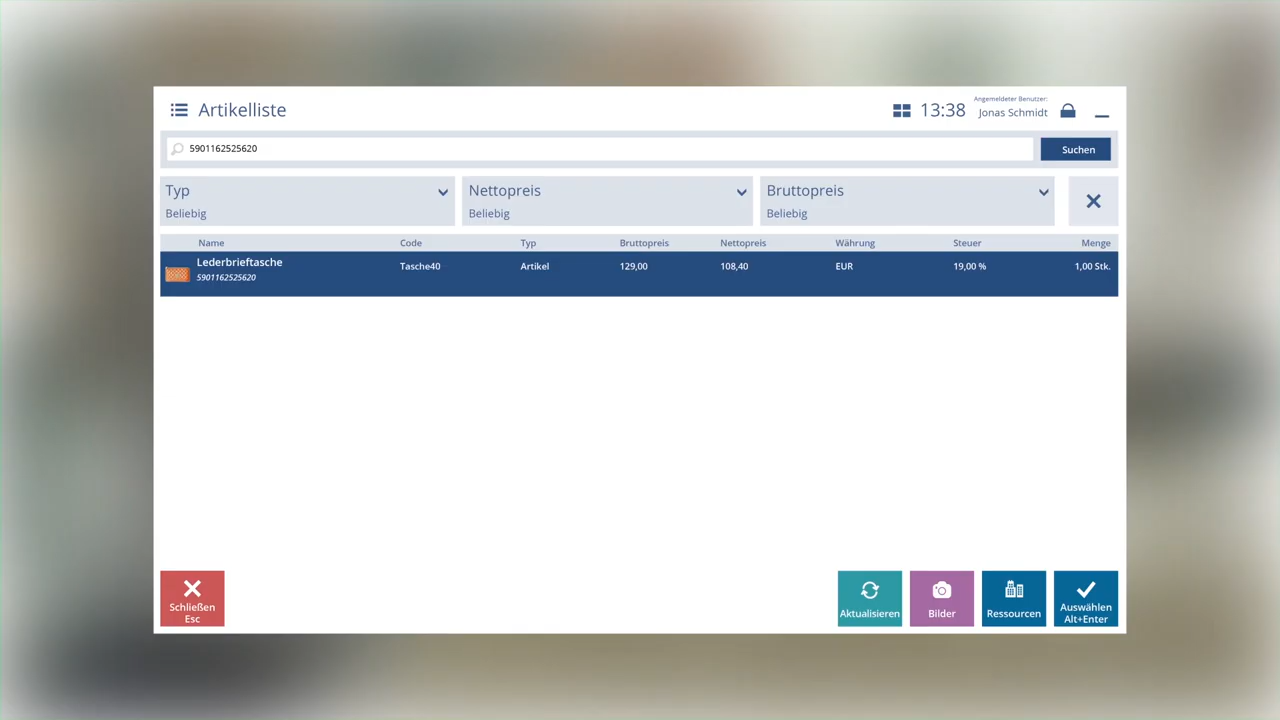 Artikelliste
13:38
Angemeldeter Benutzer:
Jonas Schmidt
5901162525620
Suchen
Typ
Beliebig
Nettopreis
Beliebig
Bruttopreis
Beliebig
Name Code Typ Bruttopreis Nettopreis Währung Steuer Menge
Lederbrieftasche
5901162525620
Tasche40 Artikel 129,00 108,40 EUR 19,00 % 1,00 Stk.
Schließen
Esc
Aktualisieren
Bilder
Ressourcen
Auswählen
Alt+Enter